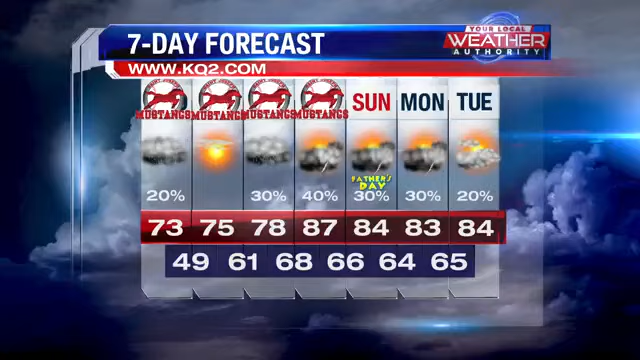 7-DAY FORECAST
YOUR LOCAL
WEATHER
AUTHORITY
WWW.KQ2.COM
MUSTANGS MUSTANGS MUSTANGS MUSTANGS SUN MON TUE
FATHER'S
DAY
20% 30% 40% 30% 30% 20%
73 75 78 87 84 83 84
49 61 68 66 64 65